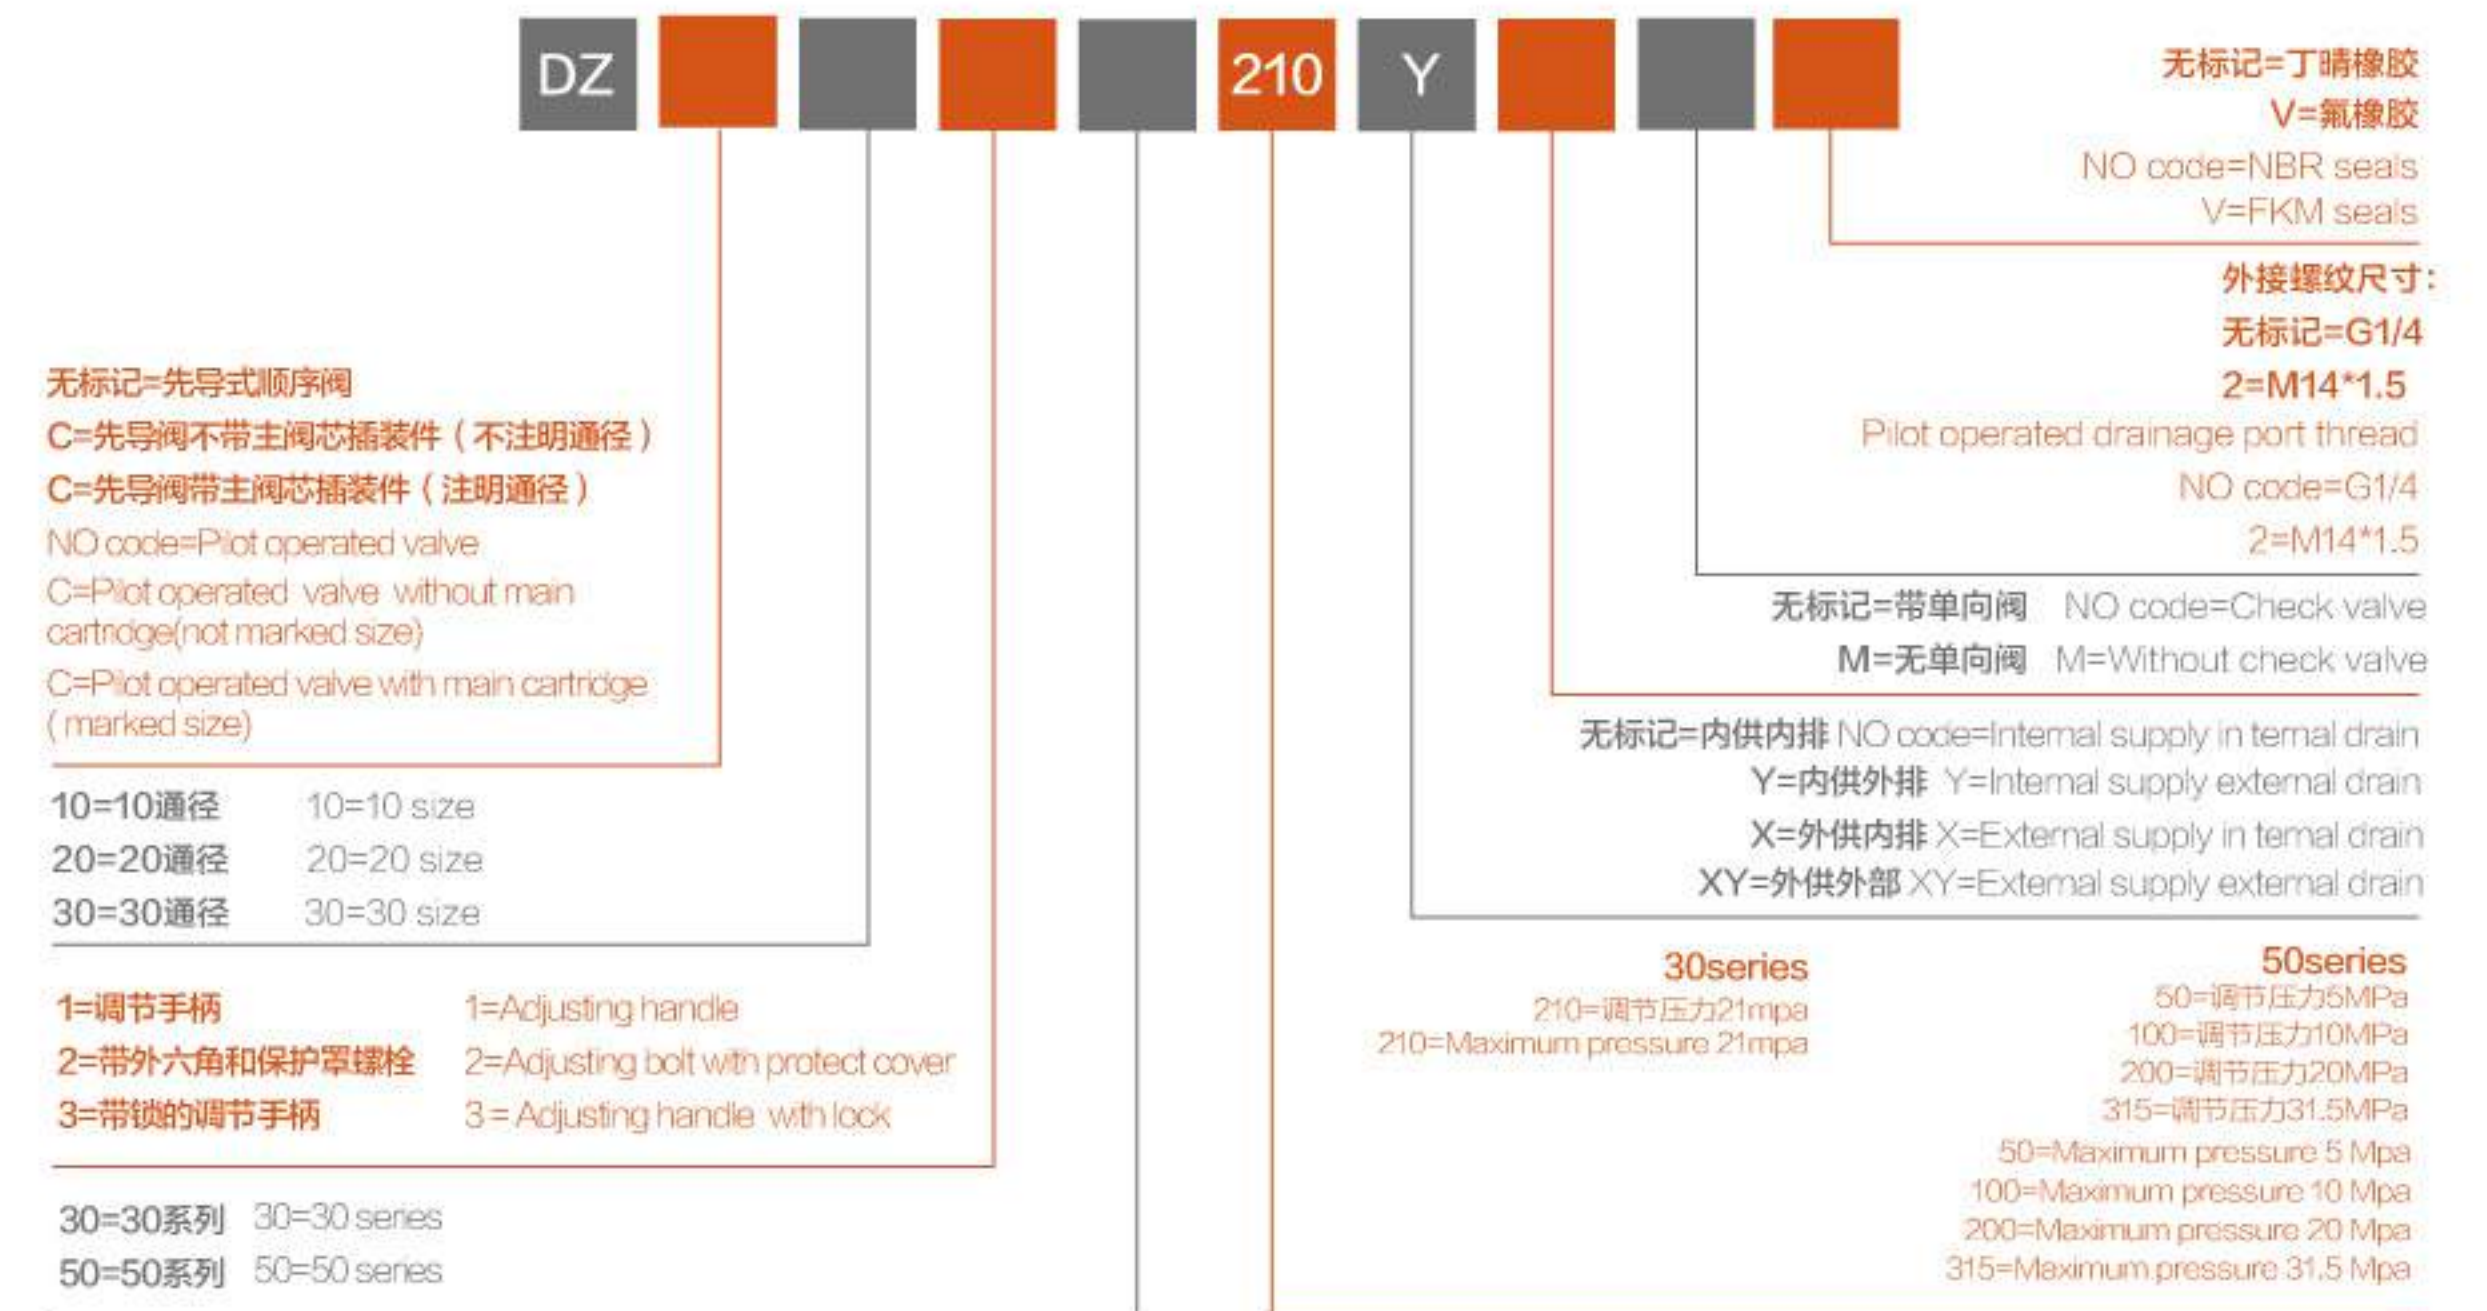 DZ 210 Y
无标记=丁晴橡胶
V=氟橡胶
NO code=NBR seals
V=FKM seals
外接螺纹尺寸：
无标记=G1/4
2=M14*1.5
Pilot operated drainage port thread
NO code=G1/4
2=M14*1.5
无标记=带单向阀 NO code=Check valve
M=无单向阀 M=Without check valve
无标记=内供内排 NO code=Internal supply in ternal drain
Y=内供外排 Y=Internal supply external drain
X=外供内排 X=External supply in ternal drain
XY=外供外部 XY=External supply external drain
无标记=先导式顺序阀
C=先导阀不带主阀芯插装件（不注明通径）
C=先导阀带主阀芯插装件（注明通径）
NO code=Pilot operated valve
C=Pilot operated valve without main
cartridge(not marked size)
C=Pilot operated valve with main cartridge
( marked size)
10=10通径 10=10 size
20=20通径 20=20 size
30=30通径 30=30 size
1=调节手柄 1=Adjusting handle
2=带外六角和保护罩螺栓 2=Adjusting bolt with protect cover
3=带锁的调节手柄 3 = Adjusting handle with lock
30=30系列 30=30 series
50=50系列 50=50 series
30series
210=调节压力21mpa
210=Maximum pressure 21mpa
50series
50=调节压力5MPa
100=调节压力10MPa
200=调节压力20MPa
315=调节压力31.5MPa
50=Maximum pressure 5 Mpa
100=Maximum pressure 10 Mpa
200=Maximum pressure 20 Mpa
315=Maximum pressure 31.5 Mpa